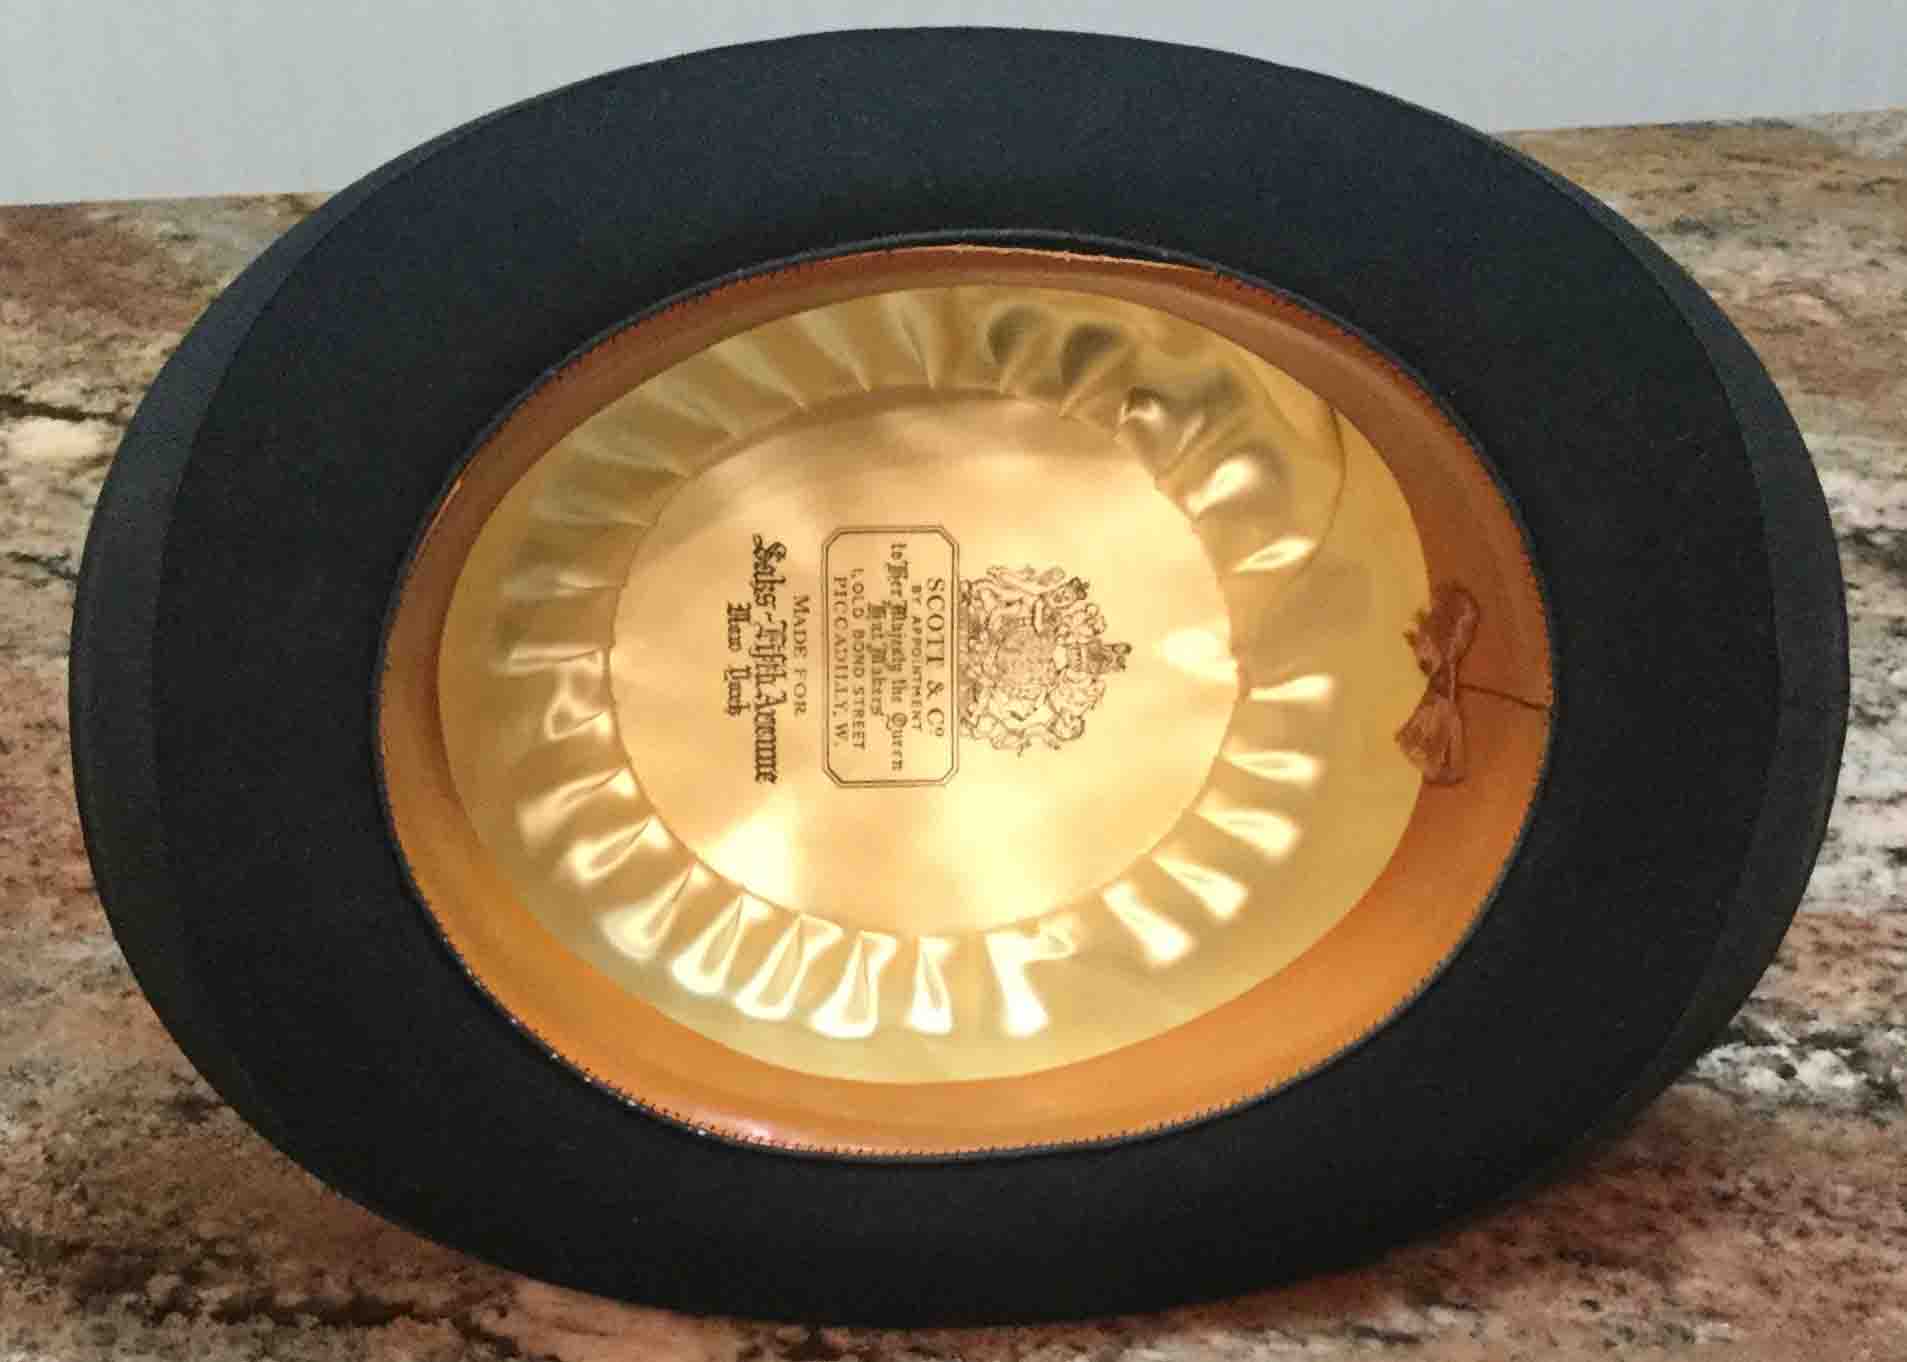 SCOTT & Co
BY APPOINTMENT
to Her Majesty the Queen
Hat Makers
1, OLD BOND STREET
PICCADILLY, W.
MADE FOR
Saks-Fifth Avenue
New York